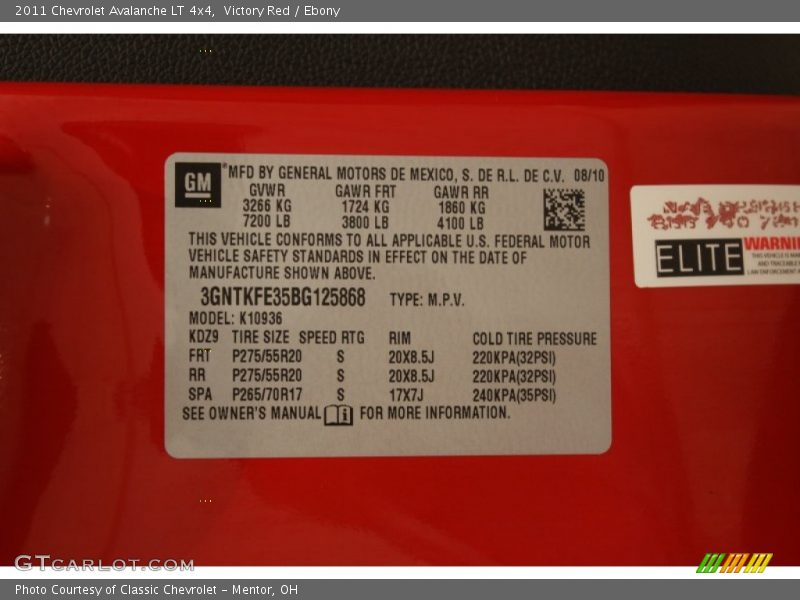 2011 Chevrolet Avalanche LT 4x4, Victory Red / Ebony
GM
® MFD BY GENERAL MOTORS DE MEXICO, S. DE R.L. DE C.V. 08/10
GVWR GAWR FRT GAWR RR
3266 KG 1724 KG 1860 KG
7200 LB 3800 LB 4100 LB
THIS VEHICLE CONFORMS TO ALL APPLICABLE U.S. FEDERAL MOTOR
VEHICLE SAFETY STANDARDS IN EFFECT ON THE DATE OF
MANUFACTURE SHOWN ABOVE.
3GNTKFE35BG125868 TYPE: M.P.V.
MODEL: K10936
KDZ9 TIRE SIZE SPEED RTG RIM COLD TIRE PRESSURE
FRT P275/55R20 S 20X8.5J 220KPA(32PSI)
RR P275/55R20 S 20X8.5J 220KPA(32PSI)
SPA P265/70R17 S 17X7J 240KPA(35PSI)
SEE OWNER'S MANUAL FOR MORE INFORMATION.
ELITE
GTCARLOT.COM
Photo Courtesy of Classic Chevrolet - Mentor, OH